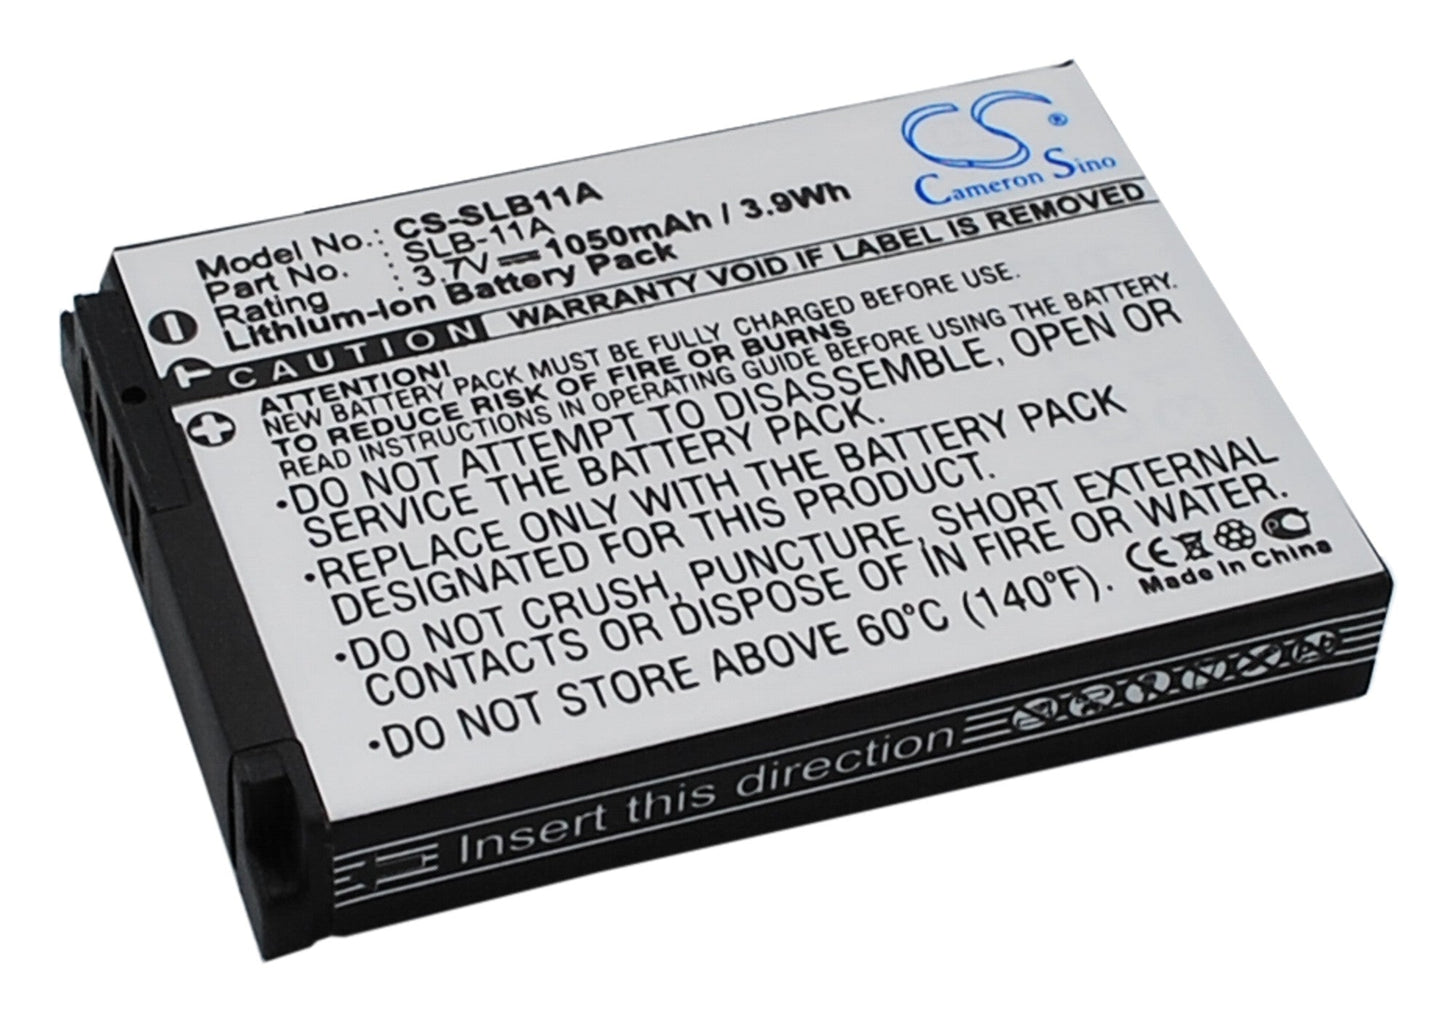 CS®
Cameron Sino
Model No.: CS-SLB11A
Part No. : SLB-11A
Rating : 3.7V 1050mAh / 3.9Wh
Lithium-Ion Battery Pack
CAUTION WARRANTY VOID IF LABEL IS REMOVED
ATTENTION!
NEW BATTERY PACK MUST BE FULLY CHARGED BEFORE USE.
TO REDUCE RISK OF FIRE OR BURNS
READ INSTRUCTIONS IN OPERATING GUIDE BEFORE USING THE BATTERY.
•DO NOT ATTEMPT TO DISASSEMBLE, OPEN OR
SERVICE THE BATTERY PACK.
•REPLACE ONLY WITH THE BATTERY PACK
DESIGNATED FOR THIS PRODUCT.
•DO NOT CRUSH, PUNCTURE, SHORT EXTERNAL
CONTACTS OR DISPOSE OF IN FIRE OR WATER.
•DO NOT STORE ABOVE 60°C (140°F).
CE
Made in China
Insert this direction